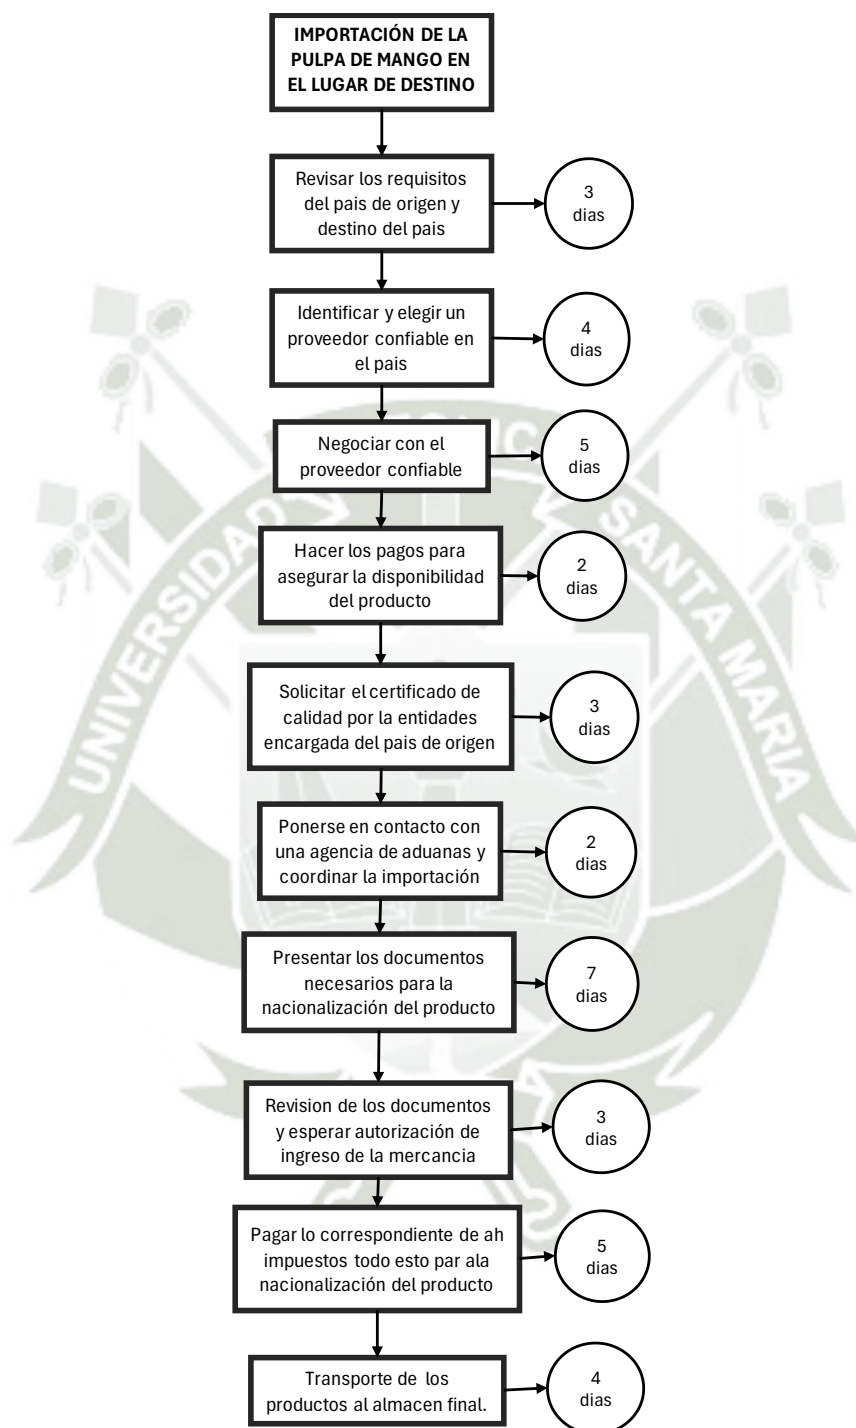 IMPORTACIÓN DE LA
PULPA DE MANGO EN
EL LUGAR DE DESTINO
Revisar los requisitos
del pais de origen y
destino del pais
3
dias
Identificar y elegir un
proveedor confiable en
el pais
4
dias
Negociar con el
proveedor confiable
5
dias
Hacer los pagos para
asegurar la disponibilidad
del producto
2
dias
Solicitar el certificado de
calidad por la entidades
encargada del pais de origen
3
dias
Ponerse en contacto con
una agencia de aduanas y
coordinar la importación
2
dias
Presentar los documentos
necesarios para la
nacionalización del producto
7
dias
Revision de los documentos
y esperar autorización de
ingreso de la mercancia
3
dias
Pagar lo correspondiente de ah
impuestos todo esto par ala
nacionalización del producto
5
dias
Transporte de los
productos al almacen final.
4
dias
UNIVERSIDAD
SANTA MARIA